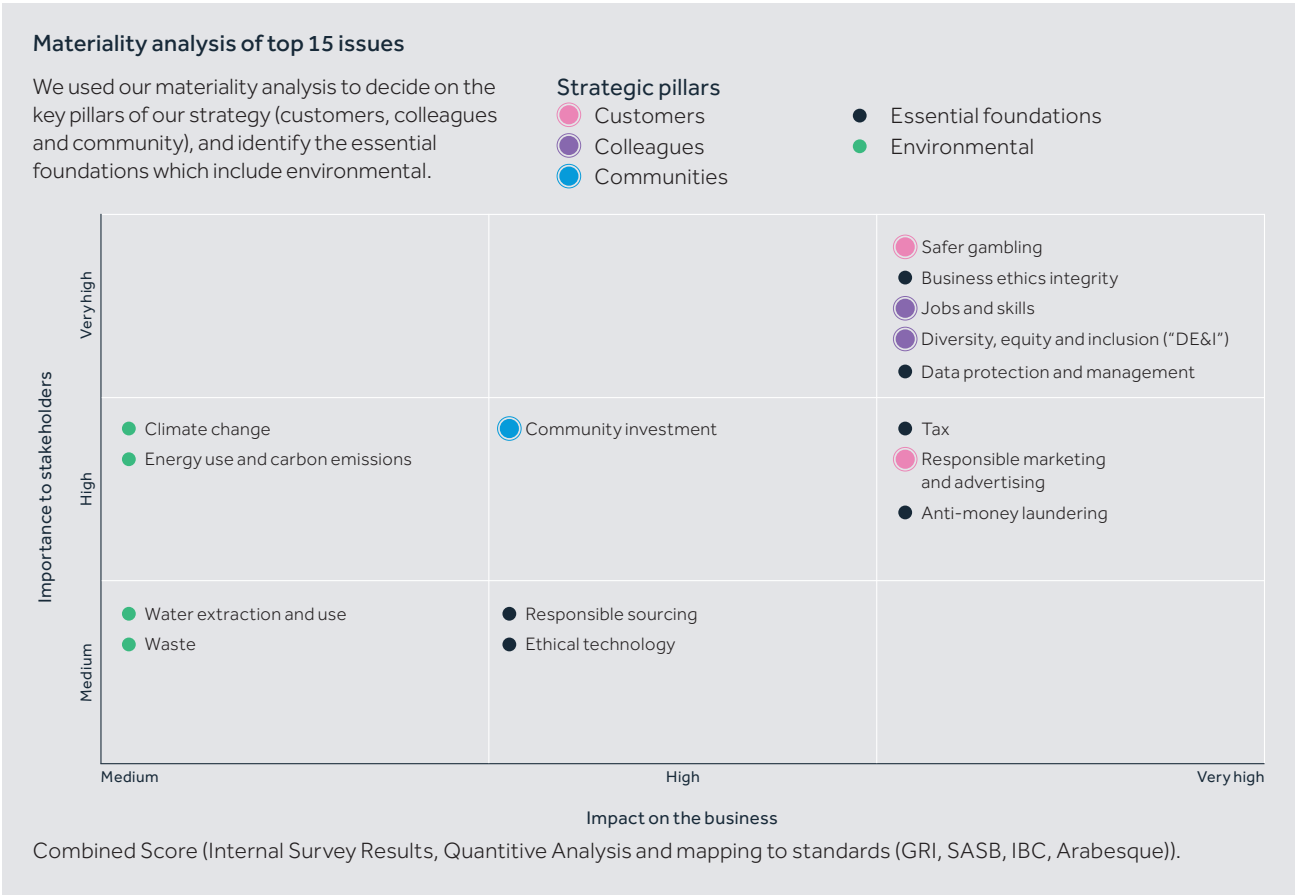 Materiality analysis of top 15 issues
We used our materiality analysis to decide on the
key pillars of our strategy (customers, colleagues
and community), and identify the essential
foundations which include environmental.
Strategic pillars
Customers
Colleagues
Communities
Essential foundations
Environmental
Importance to stakeholders
Very high
High
Medium
Safer gambling
Business ethics integrity
Jobs and skills
Diversity, equity and inclusion (“DE&I”)
Data protection and management
Climate change
Energy use and carbon emissions
Community investment
Tax
Responsible marketing
and advertising
Anti-money laundering
Water extraction and use
Waste
Responsible sourcing
Ethical technology
Medium
High
Very high
Impact on the business
Combined Score (Internal Survey Results, Quantitive Analysis and mapping to standards (GRI, SASB, IBC, Arabesque)).